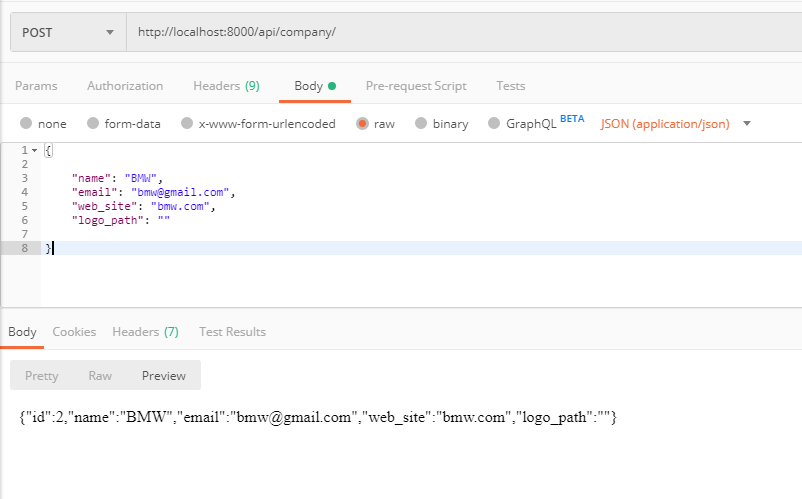 POST http://localhost:8000/api/company/
Params Authorization Headers (9) Body Pre-request Script Tests
none form-data x-www-form-urlencoded raw binary GraphQL BETA JSON (application/json)
1 {
2
3 "name": "BMW",
4 "email": "bmw@gmail.com",
5 "web_site": "bmw.com",
6 "logo_path": ""
7
8 }
Body Cookies Headers (7) Test Results
Pretty Raw Preview
{"id":2,"name":"BMW","email":"bmw@gmail.com","web_site":"bmw.com","logo_path":""}